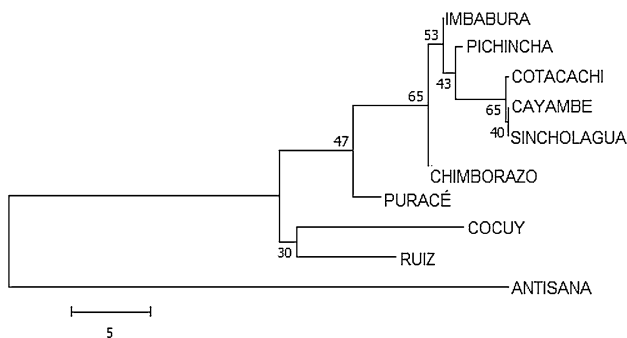 IMBABURA
53
PICHINCHA
43
COTACACHI
65
CAYAMBE
65
40
SINCHOLAGUA
47
CHIMBORAZO
PURACÉ
COCUY
30
RUIZ
ANTISANA
5